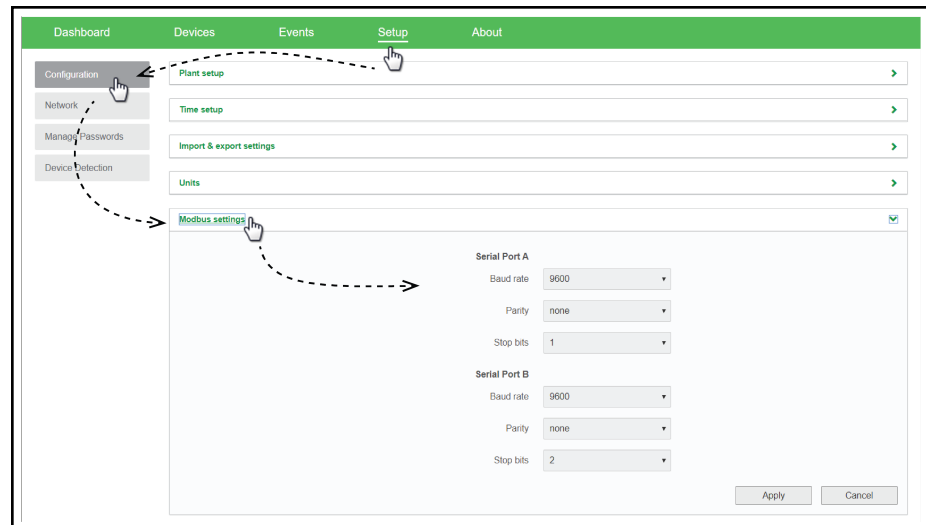 Dashboard Devices Events Setup About
Configuration
Network
Manage Passwords
Device Detection
Plant setup
Time setup
Import & export settings
Units
Modbus settings
Serial Port A
Baud rate 9600
Parity none
Stop bits 1
Serial Port B
Baud rate 9600
Parity none
Stop bits 2
Apply Cancel